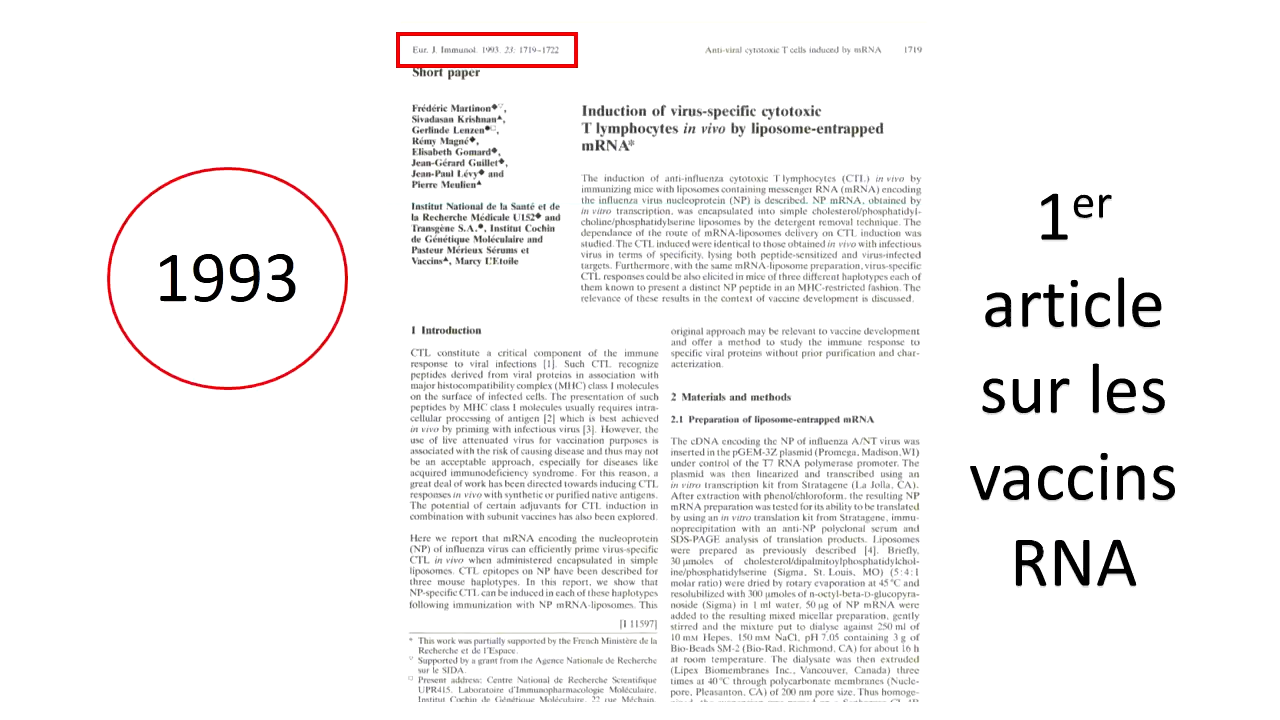 Eur. J. Immunol. 1993. 23: 1719–1722
Anti-viral cytotoxic T cells induced by mRNA 1719
Short paper
Frédéric Martinon◆▽,
Sivadasan Krishnan▲,
Gerlinde Lenzen●□,
Rémy Magné◆,
Elisabeth Gomard◆,
Jean-Gérard Guillet◆,
Jean-Paul Lévy◆ and
Pierre Meulien▲
Institut National de la Santé et de
la Recherche Médicale U152◆ and
Transgène S.A.●, Institut Cochin
de Génétique Moléculaire and
Pasteur Mérieux Sérums et
Vaccins▲, Marcy L'Etoile
Induction of virus-specific cytotoxic
T lymphocytes in vivo by liposome-entrapped
mRNA*
The induction of anti-influenza cytotoxic T lymphocytes (CTL) in vivo by
immunizing mice with liposomes containing messenger RNA (mRNA) encoding
the influenza nucleoprotein (NP) is described. NP mRNA, obtained by
in vitro transcription, was encapsulated into simple cholesterol/phosphatidyl-
choline/phosphatidylserine liposomes by the detergent removal technique. The
dependance of the route of mRNA-liposomes delivery on CTL induction was
studied. The CTL induced were identical to those obtained in vivo with infectious
virus in terms of specificity, lysing both peptide-sensitized and virus-infected
targets. Furthermore, with the same mRNA-liposome preparation, virus-specific
CTL responses could be also elicited in mice of three different haplotypes each of
them known to present a distinct NP peptide in an MHC-restricted fashion. The
relevance of these results in the context of vaccine development is discussed.
1 Introduction
CTL constitute a critical component of the immune
response to viral infections [1]. Such CTL recognize
peptides derived from viral proteins in association with
major histocompatibility complex (MHC) class I molecules
on the surface of infected cells. The presentation of such
peptides by MHC class I molecules usually requires intra-
cellular processing of antigen [2] which is best achieved
in vivo by priming with infectious virus [3]. However, the
use of live attenuated virus for vaccination purposes is
associated with the risk of causing disease and thus may not
be an acceptable approach, especially for diseases like
acquired immunodeficiency syndrome. For this reason, a
great deal of work has been directed towards inducing CTL
responses in vivo with synthetic or purified native antigens.
The potential of certain adjuvants for CTL induction in
combination with subunit vaccines has also been explored.
Here we report that mRNA encoding the nucleoprotein
(NP) of influenza virus can efficiently prime virus-specific
CTL in vivo when administered encapsulated in simple
liposomes. CTL epitopes on NP have been described for
three mouse haplotypes. In this report, we show that
NP-specific CTL can be induced in each of these haplotypes
following immunization with NP mRNA-liposomes. This
[I 11597]
* This work was partially supported by the French Ministère de la
Recherche et de l'Espace.
▽ Supported by a grant from the Agence Nationale de Recherche
sur le SIDA.
□ Present address: Centre National de Recherche Scientifique
UPR415, Laboratoire d'Immunopharmacologie Moléculaire,
Institut Cochin de Génétique Moléculaire, 22 rue Méchain,
original approach may be relevant to vaccine development
and offer a method to study the immune response to
specific viral proteins without prior purification and char-
acterization.
2 Materials and methods
2.1 Preparation of liposome-entrapped mRNA
The cDNA encoding the NP of influenza A/NT virus was
inserted in the pGEM-3Z plasmid (Promega, Madison, WI)
under control of the T7 RNA polymerase promoter. The
plasmid was then linearized and transcribed using an
in vitro transcription kit from Stratagene (La Jolla, CA).
After extraction with phenol/chloroform, the resulting NP
mRNA preparation was tested for its ability to be translated
by using an in vitro translation kit from Stratagene, immu-
noprecipitation with an anti-NP polyclonal serum and
SDS-PAGE analysis of translation products. Liposomes
were prepared as previously described [4]. Briefly,
30 µmoles of cholesterol/dipalmitoylphosphatidylchol-
ine/phosphatidylserine (Sigma, St. Louis, MO) (5:4:1
molar ratio) were dried by rotary evaporation at 45 °C and
resolubilized with 300 µmoles of n-octyl-beta-D-glucopyra-
noside (Sigma) in 1 ml water, 50 µg of NP mRNA were
added to the resulting mixed micellar preparation, gently
stirred and the mixture put to dialyse against 250 ml of
10 mM Hepes, 150 mM NaCl, pH 7.05 containing 3 g of
Bio-Beads SM-2 (Bio-Rad, Richmond, CA) for about 16 h
at room temperature. The dialysate was then extruded
(Lipex Biomembranes Inc., Vancouver, Canada) three
times at 40 °C through polycarbonate membranes (Nucle-
pore, Pleasanton, CA) of 200 nm pore size. Thus homoge-
1993
1er
article
sur les
vaccins
RNA